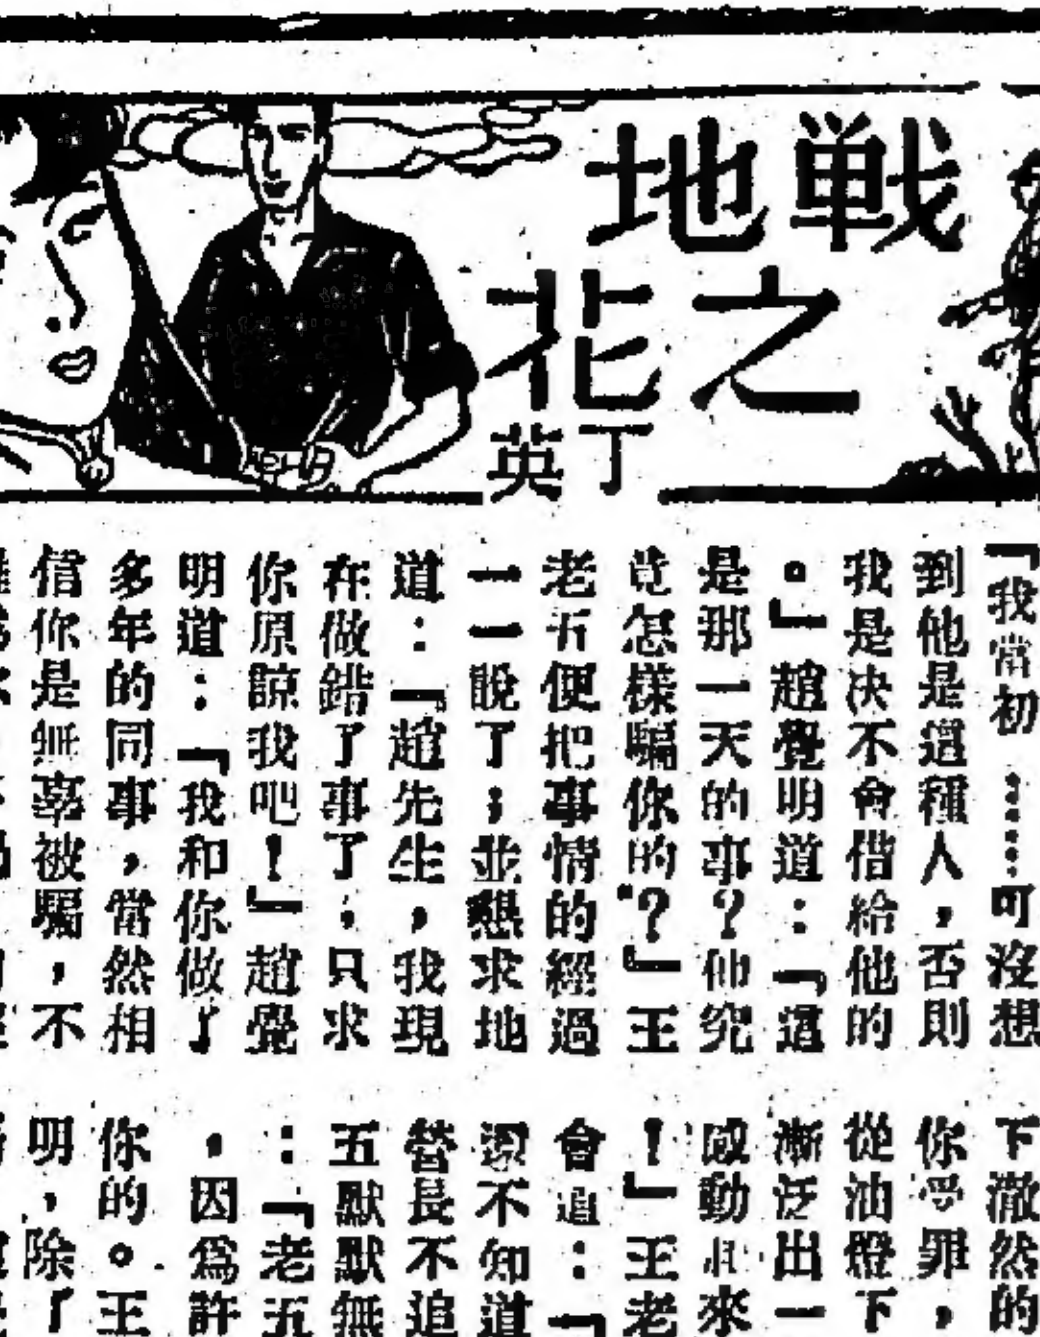 戦地
之花
丁英
「我當初……可沒想
到他是這種人，否則
我是决不會借給他的
。」趙覺明道：「這
是那一天的事？他究
竟怎樣騙你的？」王
老五便把事情的經過
一一說了；並懇求地
道：「趙先生，我現
在做錯了事了，只求
你原諒我吧！」趙覺
明道：「我和你做了
多年的同事，當然相
信你是無辜被騙，不
下澈然的
你受罪，
從油燈下
漸泛出一
感動 來
！」王老
會追：「
還不知道
營長不追
五默默無
：「老五
，因爲許
你的。王
明，除了